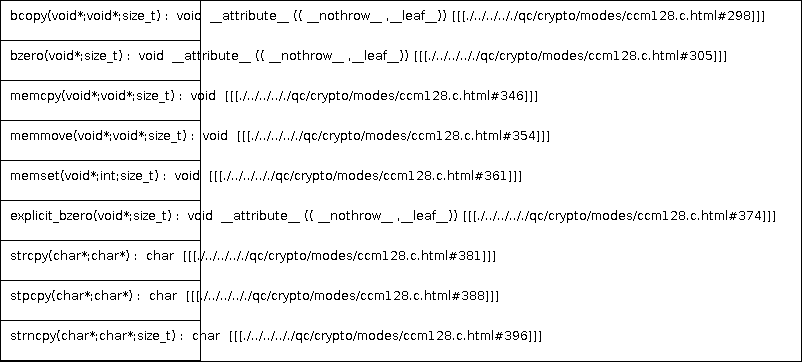 bcopy(void*;void*;size_t) : void __attribute__ (( __nothrow__ ,__leaf__)) [[[./../../../qc/crypto/modes/ccm128.c.html#298]]]
bzero(void*;size_t) : void __attribute__ (( __nothrow__ ,__leaf__)) [[[./../../../qc/crypto/modes/ccm128.c.html#305]]]
memcpy(void*;void*;size_t) : void [[[./../../../qc/crypto/modes/ccm128.c.html#346]]]
memmove(void*;void*;size_t) : void [[[./../../../qc/crypto/modes/ccm128.c.html#354]]]
memset(void*;int;size_t) : void [[[./../../../qc/crypto/modes/ccm128.c.html#361]]]
explicit_bzero(void*;size_t) : void __attribute__ (( __nothrow__ ,__leaf__)) [[[./../../../qc/crypto/modes/ccm128.c.html#374]]]
strcpy(char*;char*) : char [[[./../../../qc/crypto/modes/ccm128.c.html#381]]]
stpcpy(char*;char*) : char [[[./../../../qc/crypto/modes/ccm128.c.html#388]]]
strncpy(char*;char*;size_t) : char [[[./../../../qc/crypto/modes/ccm128.c.html#396]]]